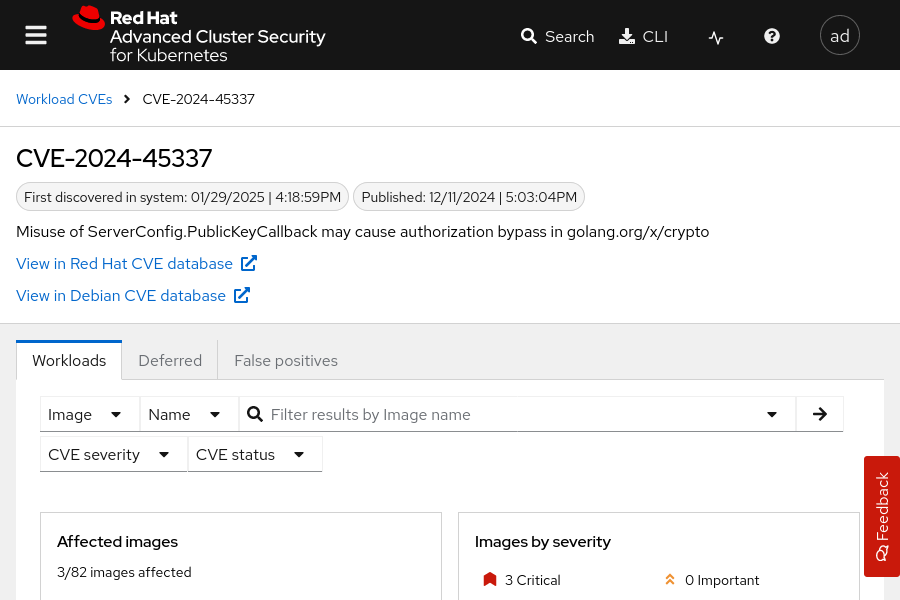 Red Hat
Advanced Cluster Security
for Kubernetes
Search
CLI
ad
Workload CVEs
CVE-2024-45337
CVE-2024-45337
First discovered in system: 01/29/2025 | 4:18:59PM
Published: 12/11/2024 | 5:03:04PM
Misuse of ServerConfig.PublicKeyCallback may cause authorization bypass in golang.org/x/crypto
View in Red Hat CVE database
View in Debian CVE database
Workloads
Deferred
False positives
Image
Name
Filter results by Image name
CVE severity
CVE status
Feedback
Affected images
3/82 images affected
Images by severity
3 Critical
0 Important